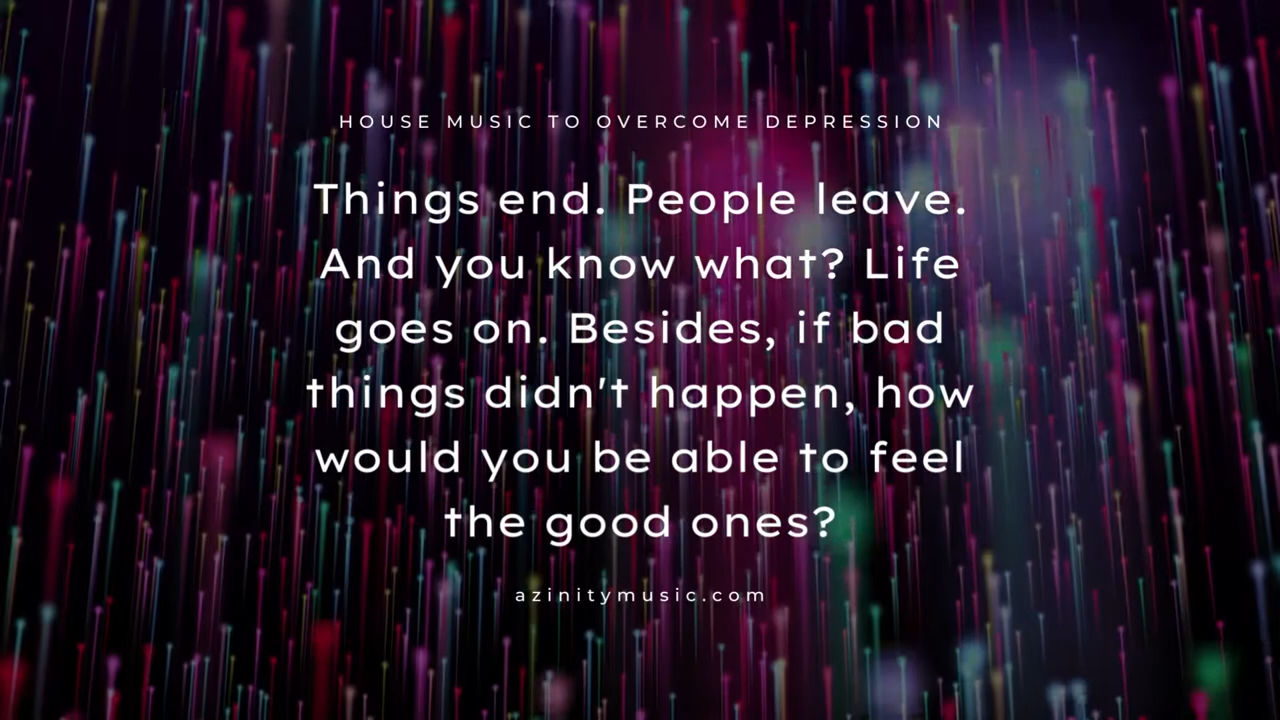 HOUSE MUSIC TO OVERCOME DEPRESSION
Things end. People leave.
And you know what? Life
goes on. Besides, if bad
things didn't happen, how
would you be able to feel
the good ones?
azinitymusic.com